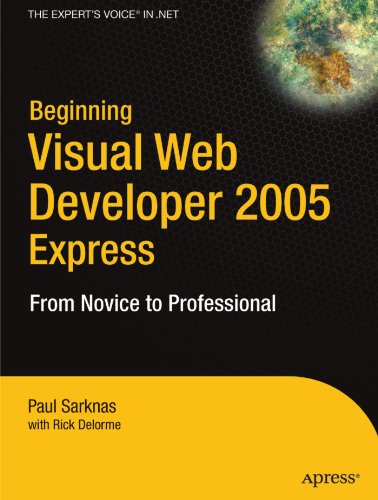 THE EXPERT'S VOICE® IN .NET
Beginning
Visual Web
Developer 2005
Express
From Novice to Professional
Paul Sarknas
with Rick Delorme
Apress®